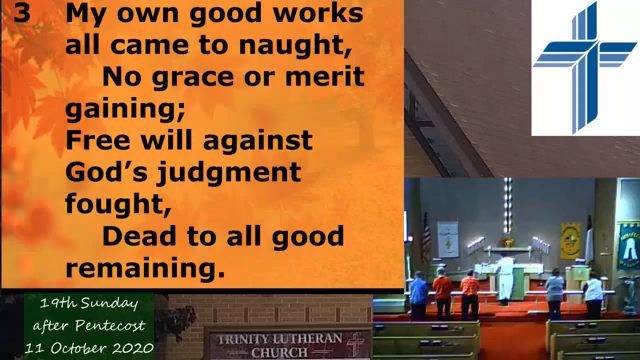 3 My own good works
all came to naught,
No grace or merit
gaining;
Free will against
God’s judgment
fought,
Dead to all good
remaining.
19th Sunday
after Pentecost
11 October 2020
TRINITY LUTHERAN
CHURCH